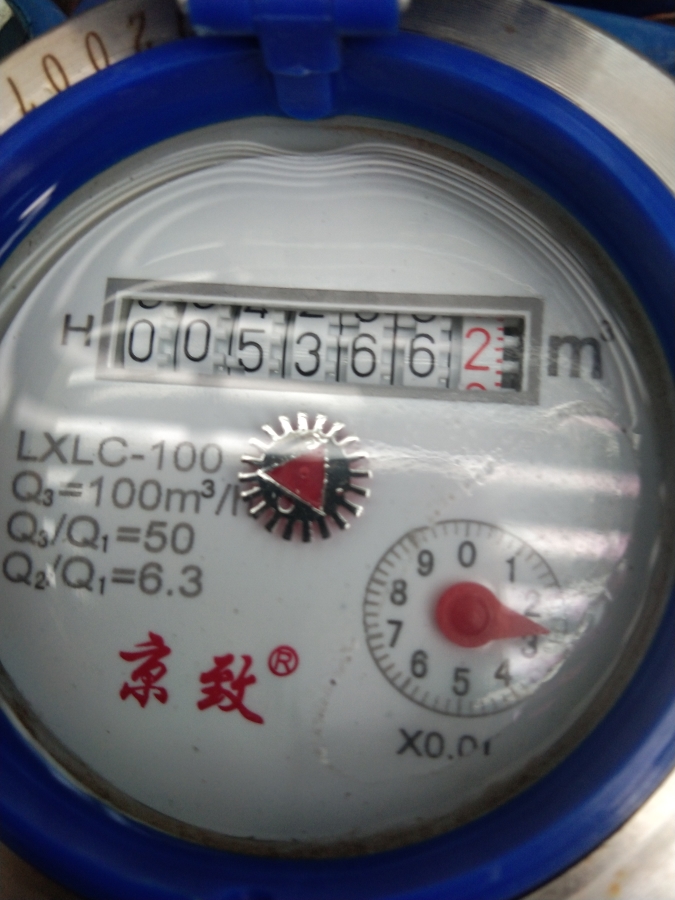 H 0053662 m³
LXLC-100
Q₃=100m³/
Q₃/Q₁=50
Q₂/Q₁=6.3
9 0 1 2 3 4 5 6 7 8
京致®
X0.01